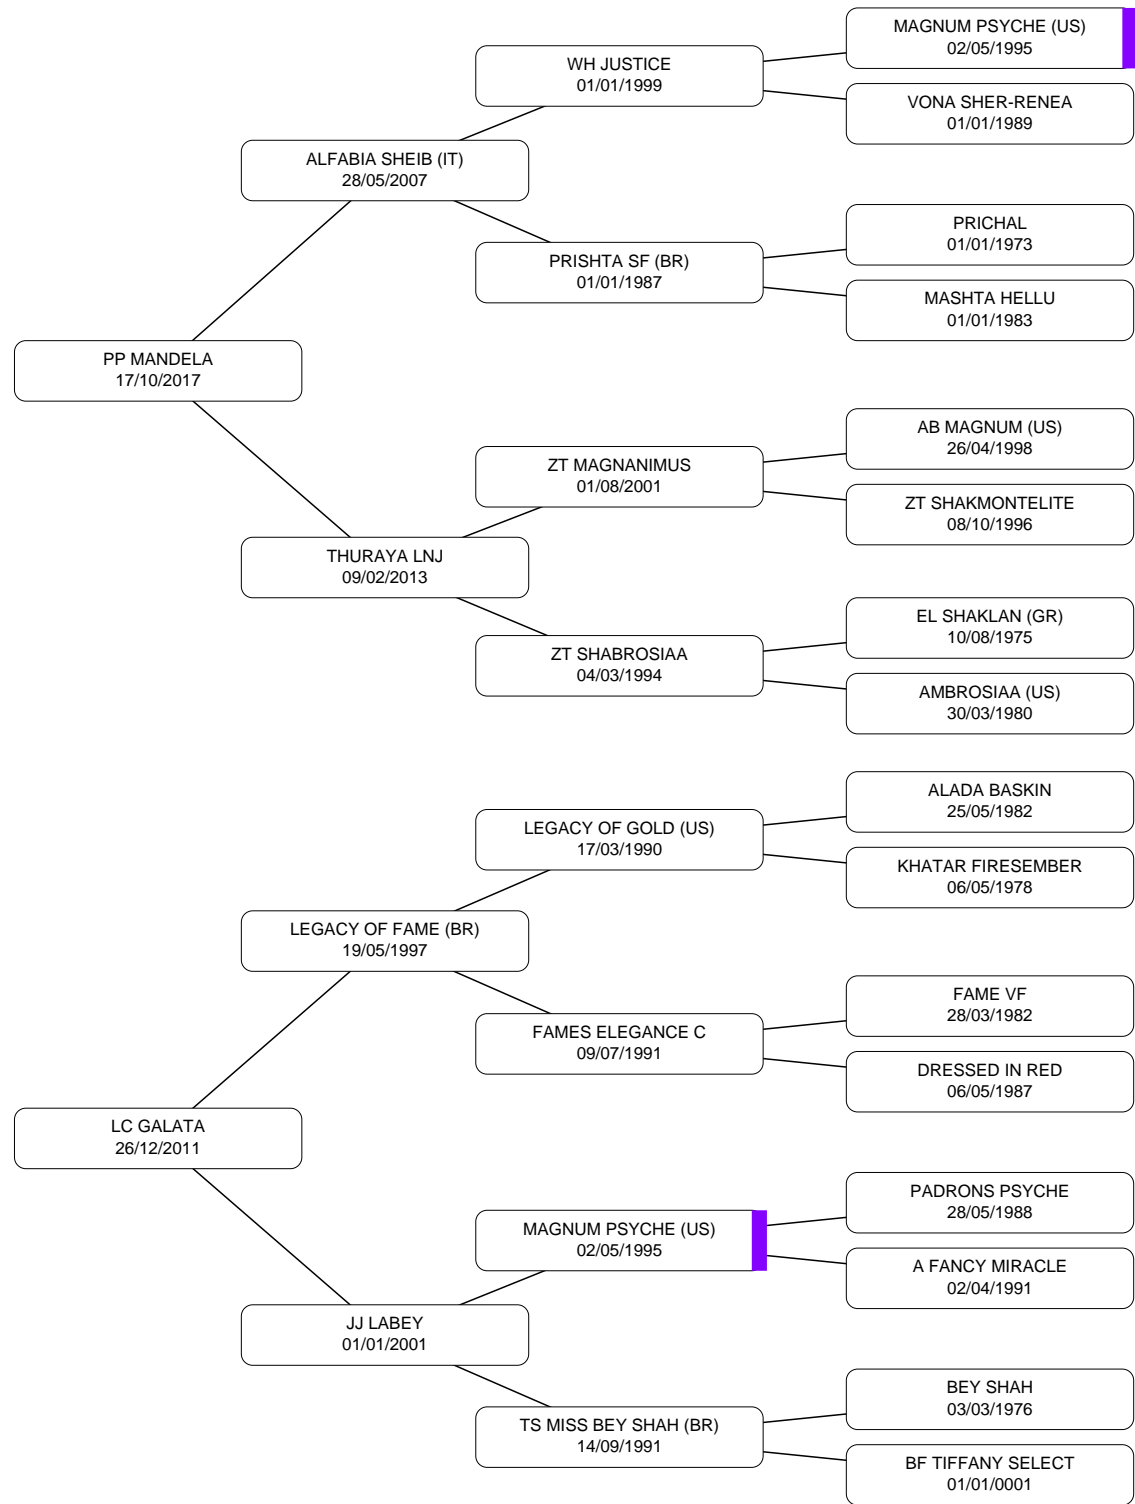 MAGNUM PSYCHE (US)
02/05/1995
WH JUSTICE
01/01/1999
VONA SHER-RENEA
01/01/1989
ALFABIA SHEIB (IT)
28/05/2007
PRICHAL
01/01/1973
PRISHTA SF (BR)
01/01/1987
MASHTA HELLU
01/01/1983
PP MANDELA
17/10/2017
AB MAGNUM (US)
26/04/1998
ZT MAGNANIMUS
01/08/2001
ZT SHAKMONTELITE
08/10/1996
THURAYA LNJ
09/02/2013
EL SHAKLAN (GR)
10/08/1975
ZT SHABROSIAA
04/03/1994
AMBROSIAA (US)
30/03/1980
ALADA BASKIN
25/05/1982
LEGACY OF GOLD (US)
17/03/1990
KHATAR FIRESEMBER
06/05/1978
LEGACY OF FAME (BR)
19/05/1997
FAME VF
28/03/1982
FAMES ELEGANCE C
09/07/1991
DRESSED IN RED
06/05/1987
LC GALATA
26/12/2011
PADRONS PSYCHE
28/05/1988
MAGNUM PSYCHE (US)
02/05/1995
A FANCY MIRACLE
02/04/1991
JJ LABEY
01/01/2001
BEY SHAH
03/03/1976
TS MISS BEY SHAH (BR)
14/09/1991
BF TIFFANY SELECT
01/01/0001